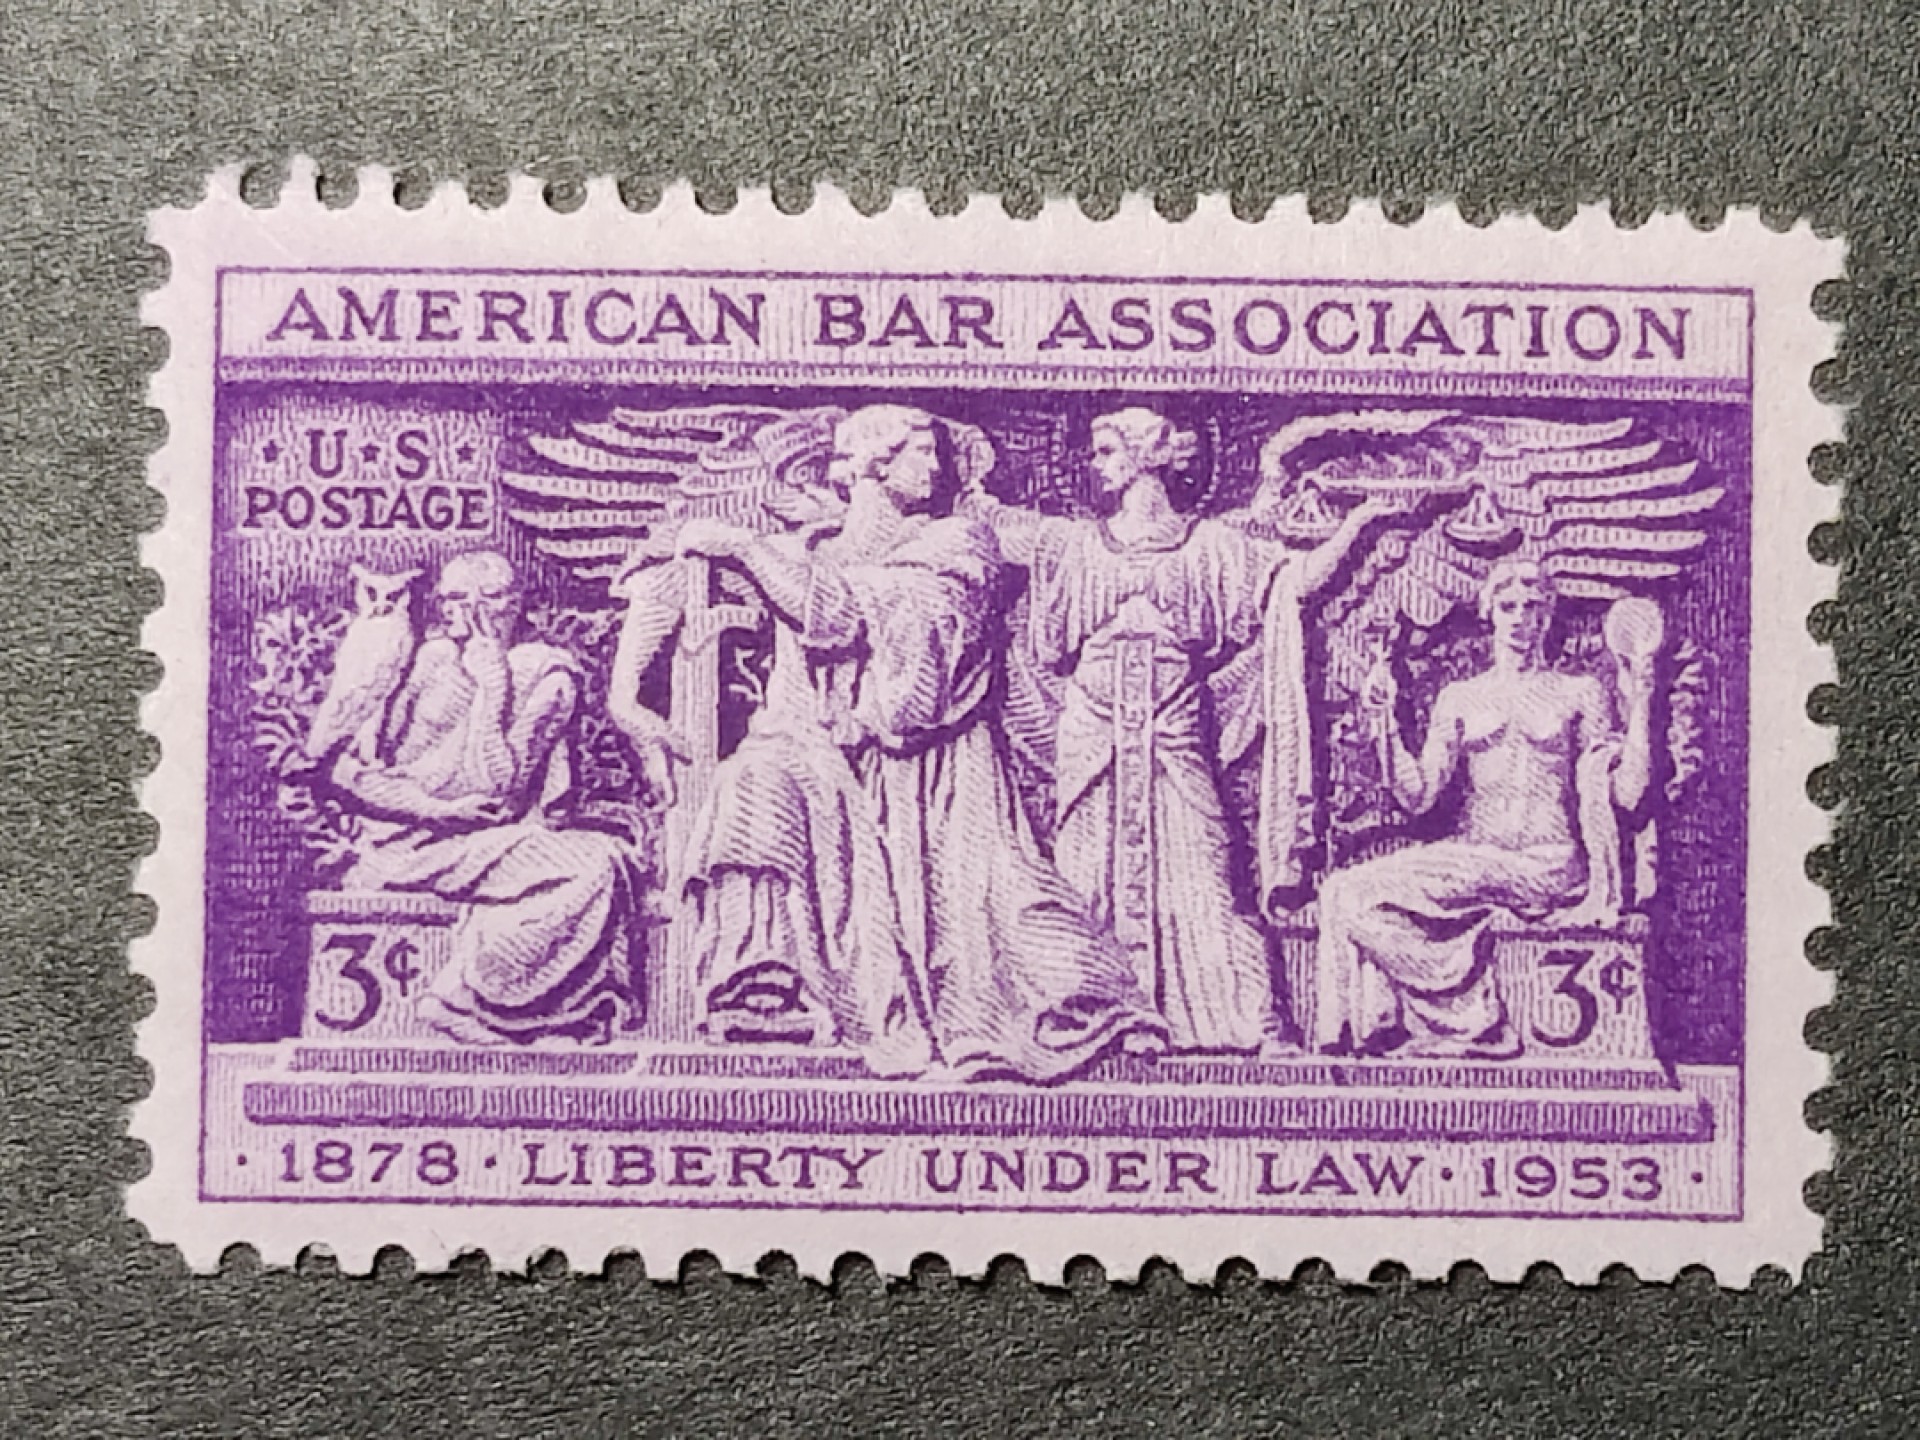 AMERICAN BAR ASSOCIATION
· U · S ·
POSTAGE
3¢
3¢
· 1878 · LIBERTY UNDER LAW · 1953 ·